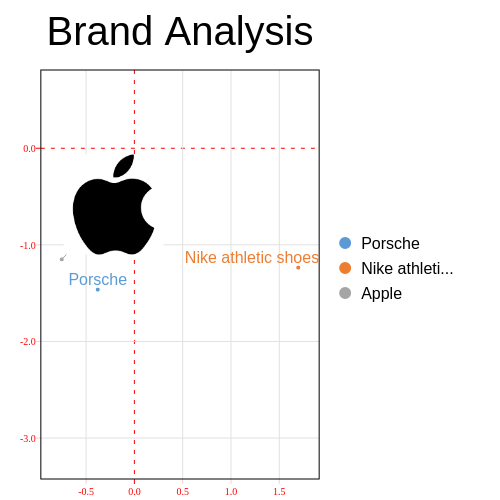 Brand Analysis
0.0
-1.0
Nike athletic shoes
Porsche
-2.0
-3.0
-0.5
0.0
0.5
1.0
1.5
Porsche
Nike athleti...
Apple